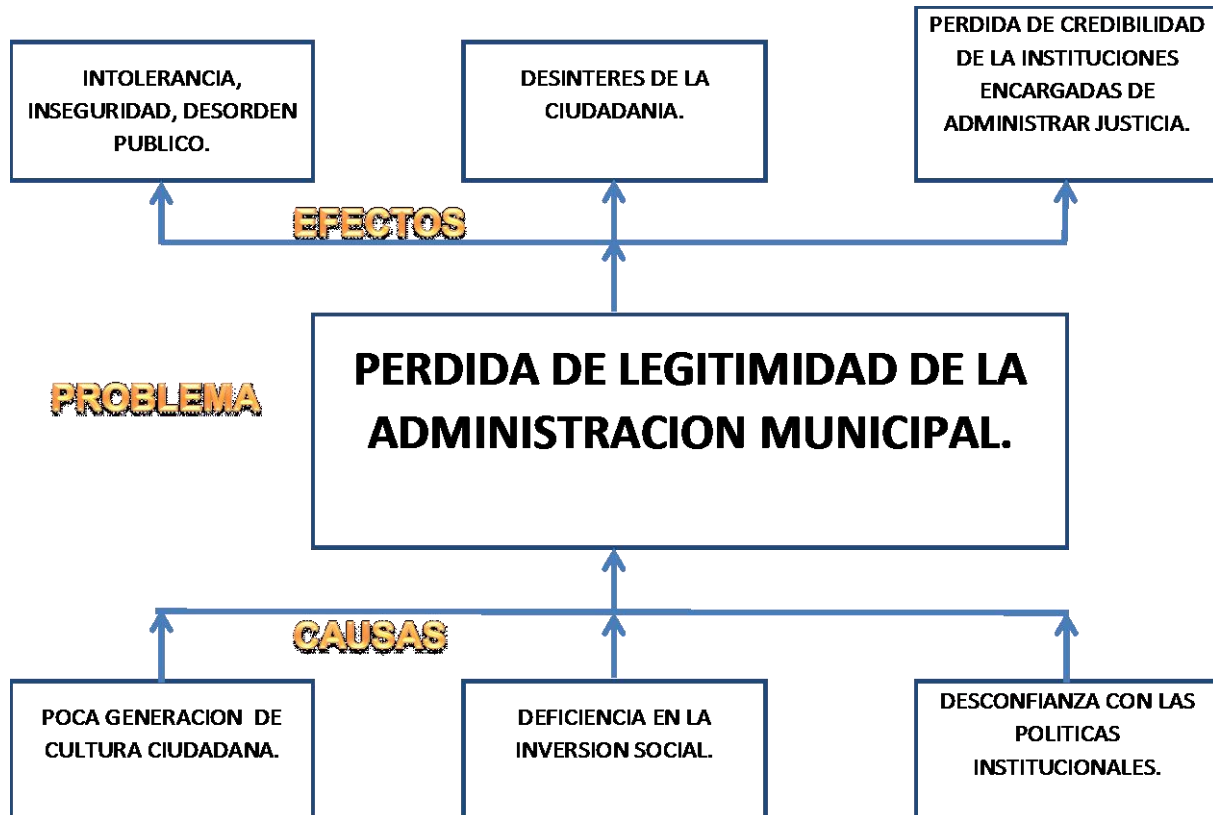 INTOLERANCIA,
INSEGURIDAD, DESORDEN
PUBLICO.
DESINTERES DE LA
CIUDADANIA.
PERDIDA DE CREDIBILIDAD
DE LA INSTITUCIONES
ENCARGADAS DE
ADMINISTRAR JUSTICIA.
EFECTOS
PROBLEMA
PERDIDA DE LEGITIMIDAD DE LA
ADMINISTRACION MUNICIPAL.
CAUSAS
POCA GENERACION DE
CULTURA CIUDADANA.
DEFICIENCIA EN LA
INVERSION SOCIAL.
DESCONFIANZA CON LAS
POLITICAS
INSTITUCIONALES.